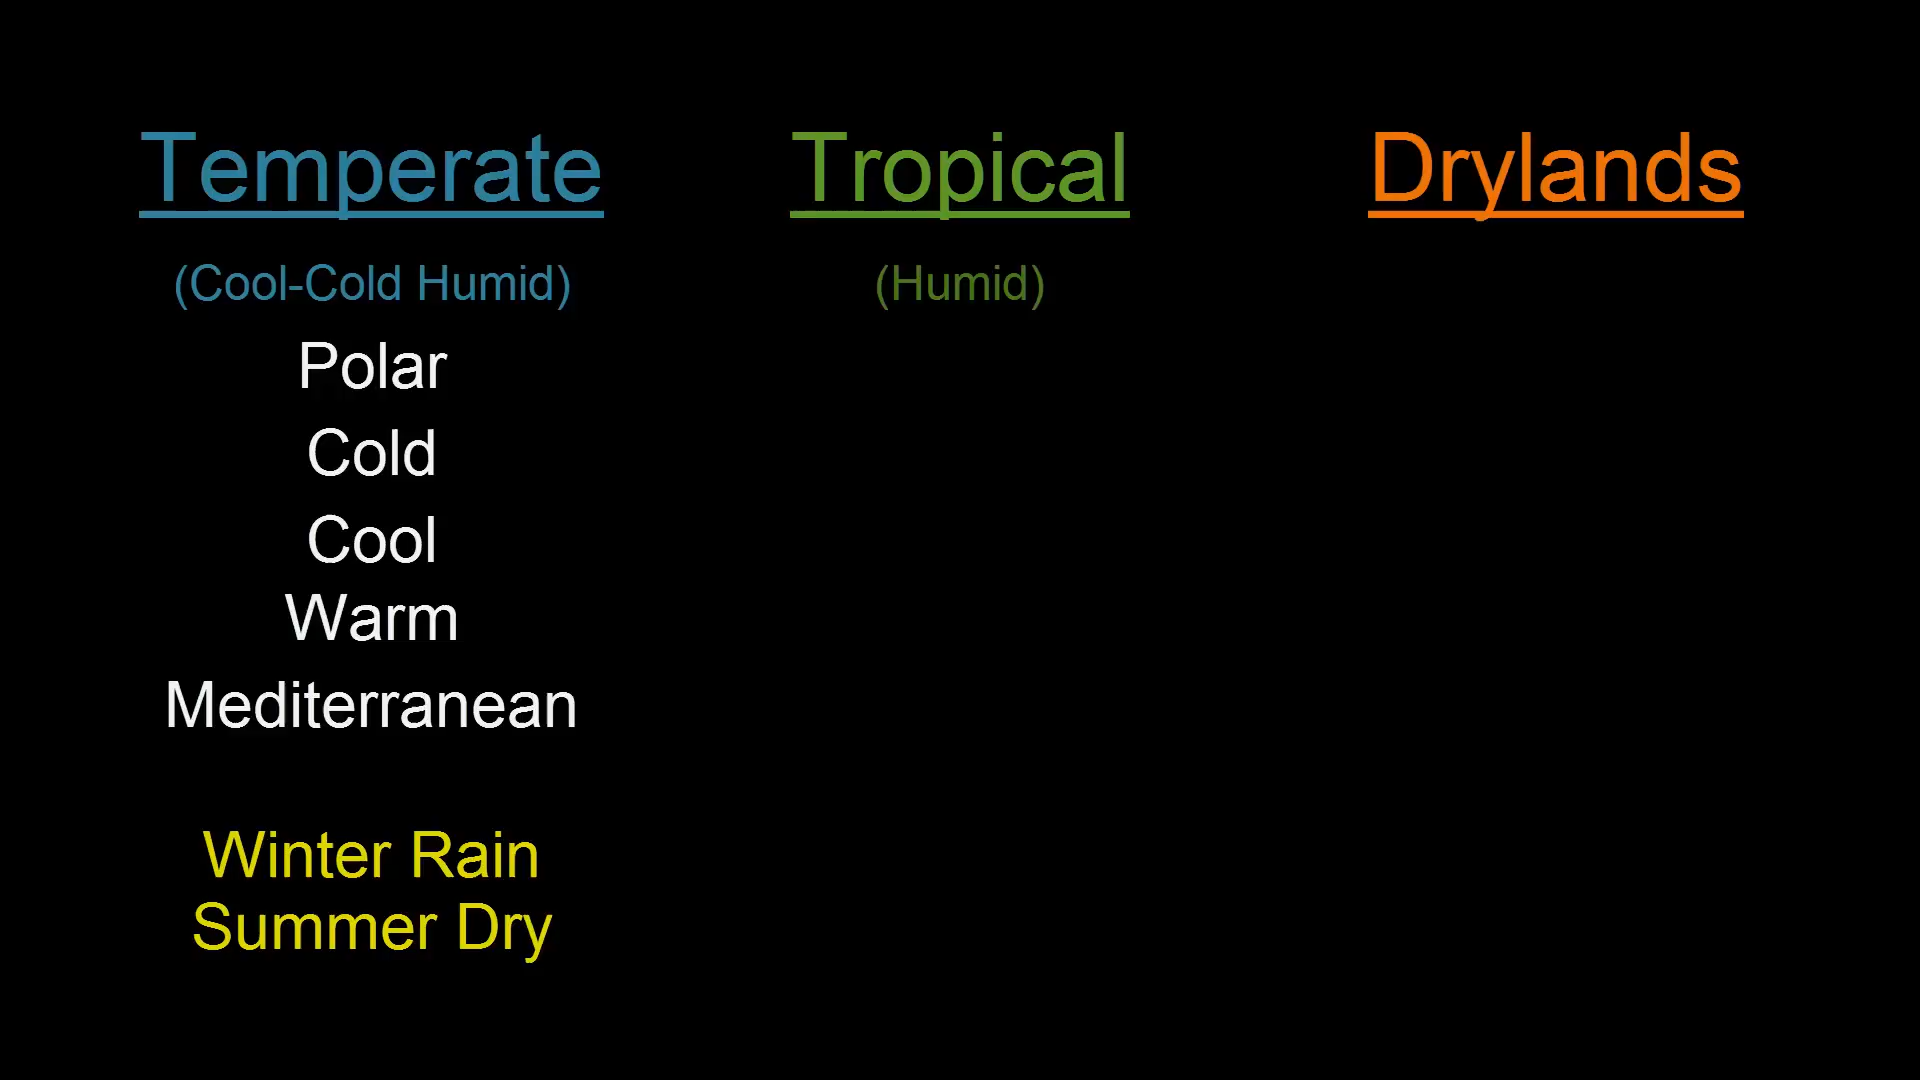 Temperate
Tropical
Drylands
(Cool-Cold Humid)
(Humid)
Polar
Cold
Cool
Warm
Mediterranean
Winter Rain
Summer Dry